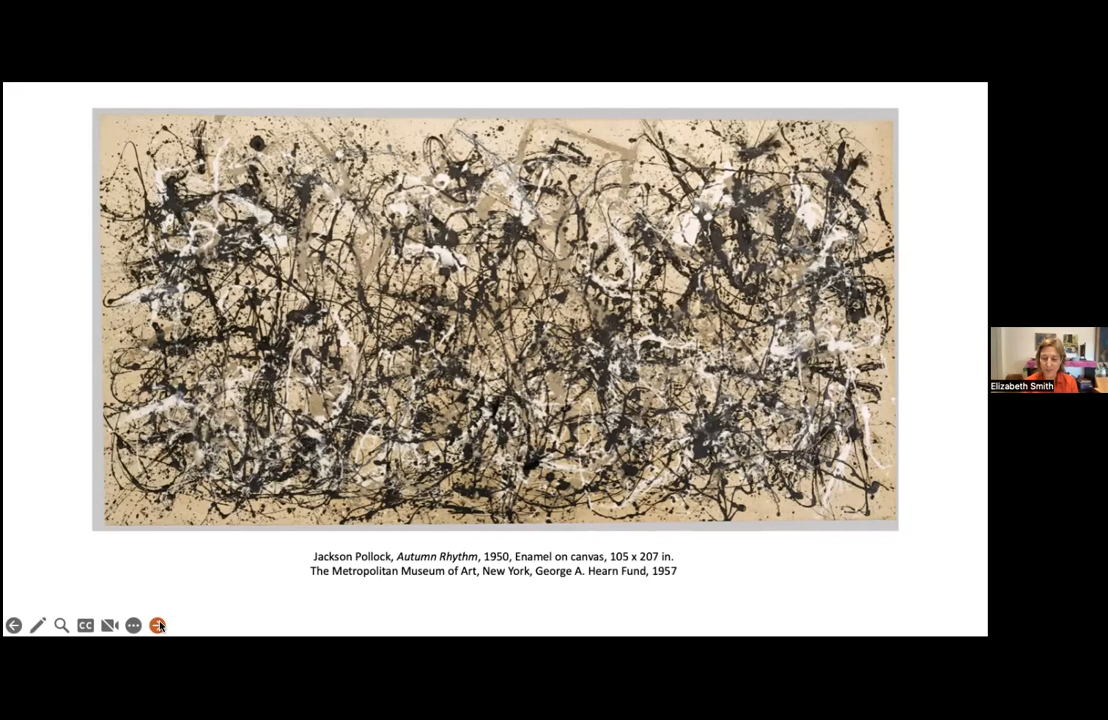 Jackson Pollock, Autumn Rhythm, 1950, Enamel on canvas, 105 x 207 in.
The Metropolitan Museum of Art, New York, George A. Hearn Fund, 1957
Elizabeth Smith
CC